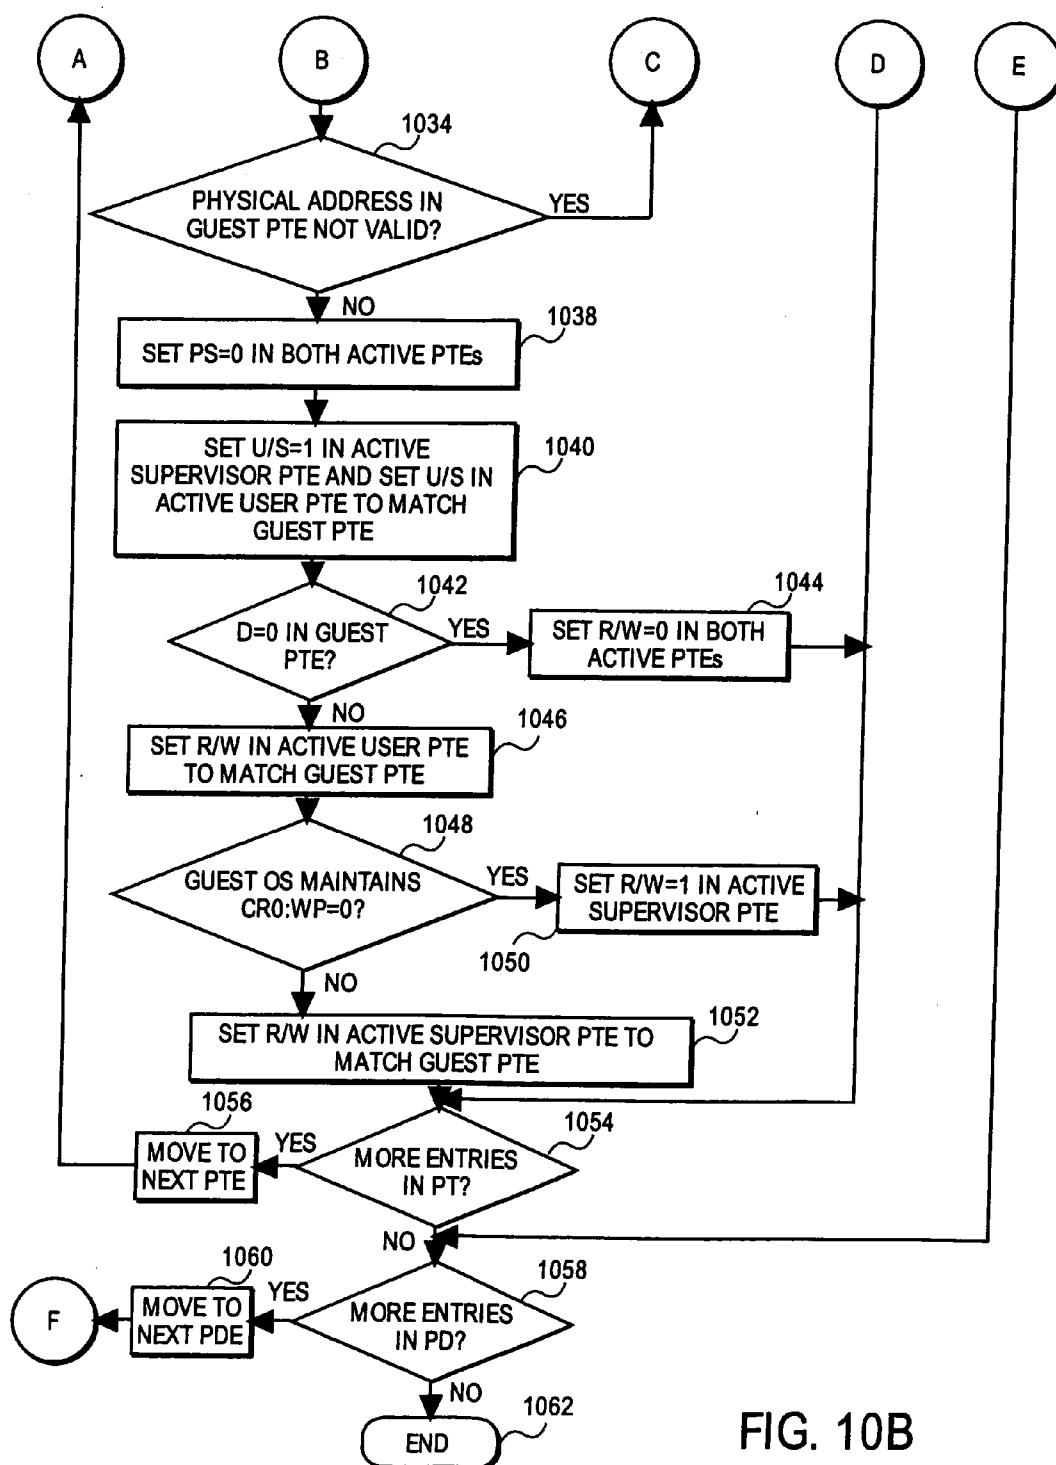 A
B
C
D
E
1034
PHYSICAL ADDRESS IN
GUEST PTE NOT VALID?
YES
NO
1038
SET PS=0 IN BOTH ACTIVE PTEs
SET U/S=1 IN ACTIVE
SUPERVISOR PTE AND SET U/S IN
ACTIVE USER PTE TO MATCH
GUEST PTE
1040
1042
D=0 IN GUEST
PTE?
YES
1044
SET R/W=0 IN BOTH
ACTIVE PTEs
NO
1046
SET R/W IN ACTIVE USER PTE
TO MATCH GUEST PTE
1048
GUEST OS MAINTAINS
CR0:WP=0?
YES
SET R/W=1 IN ACTIVE
SUPERVISOR PTE
1050
NO
1052
SET R/W IN ACTIVE SUPERVISOR PTE TO
MATCH GUEST PTE
1056
MOVE TO
NEXT PTE
YES
1054
MORE ENTRIES
IN PT?
NO
1060
F
MOVE TO
NEXT PDE
YES
1058
MORE ENTRIES
IN PD?
NO
1062
END
FIG. 10B